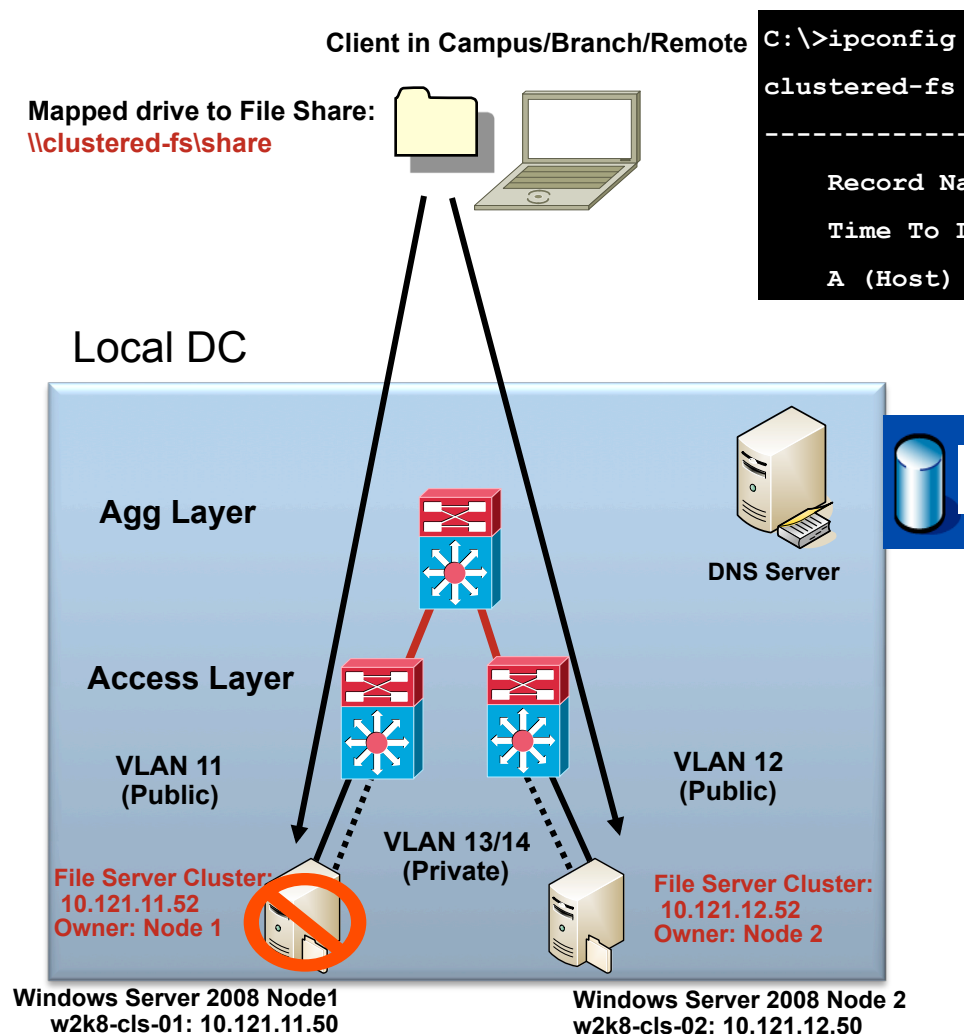 Client in Campus/Branch/Remote
C:\>ipconfig
clustered-fs
-------------
Record Na
Time To
A (Host)
Mapped drive to File Share:
\\clustered-fs\share
Local DC
Agg Layer
DNS Server
Access Layer
VLAN 11
(Public)
VLAN 12
(Public)
VLAN 13/14
(Private)
File Server Cluster:
10.121.11.52
Owner: Node 1
File Server Cluster:
10.121.12.52
Owner: Node 2
Windows Server 2008 Node1
w2k8-cls-01: 10.121.11.50
Windows Server 2008 Node 2
w2k8-cls-02: 10.121.12.50